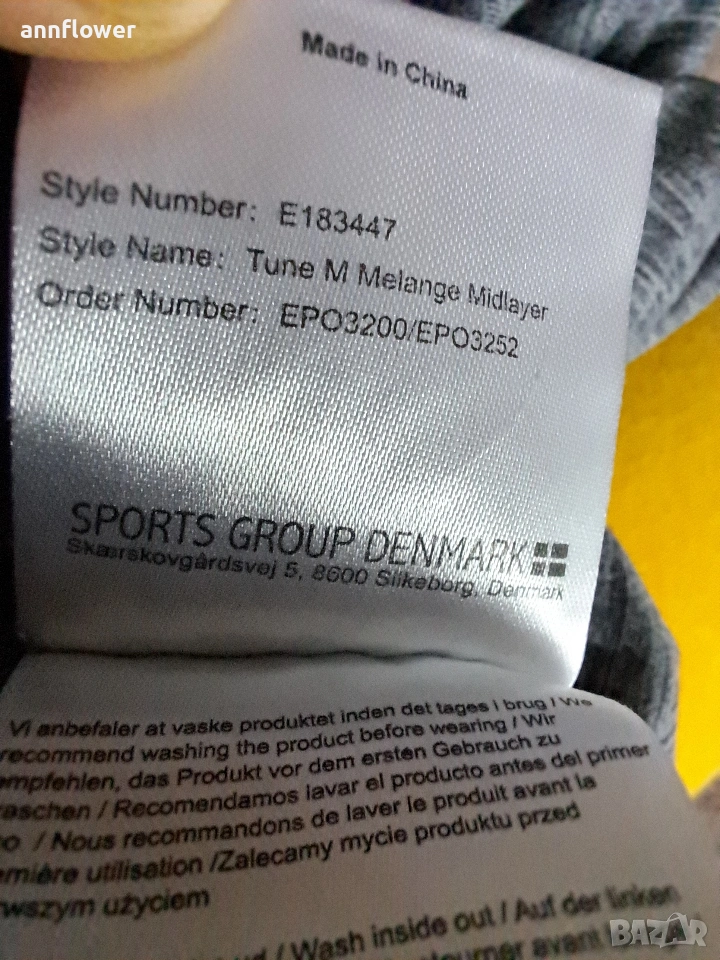 annflower
Made in China
Style Number: E183447
Style Name: Tune M Melange Midlayer
Order Number: EPO3200/EPO3252
SPORTS GROUP DENMARK
Skærskovgårdsvej 5, 8600 Silkeborg, Denmark
Vi anbefaler at vaske produktet inden det tages i brug / We
recommend washing the product before wearing / Wir
empfehlen, das Produkt vor dem ersten Gebrauch zu
waschen / Recomendamos lavar el producto antes del primer
/ Nous recommandons de laver le produit avant la
première utilisation /Zalecamy mycie produktu przed
użyciem
/ Wash inside out / Auf der linken
avant
BAZAR